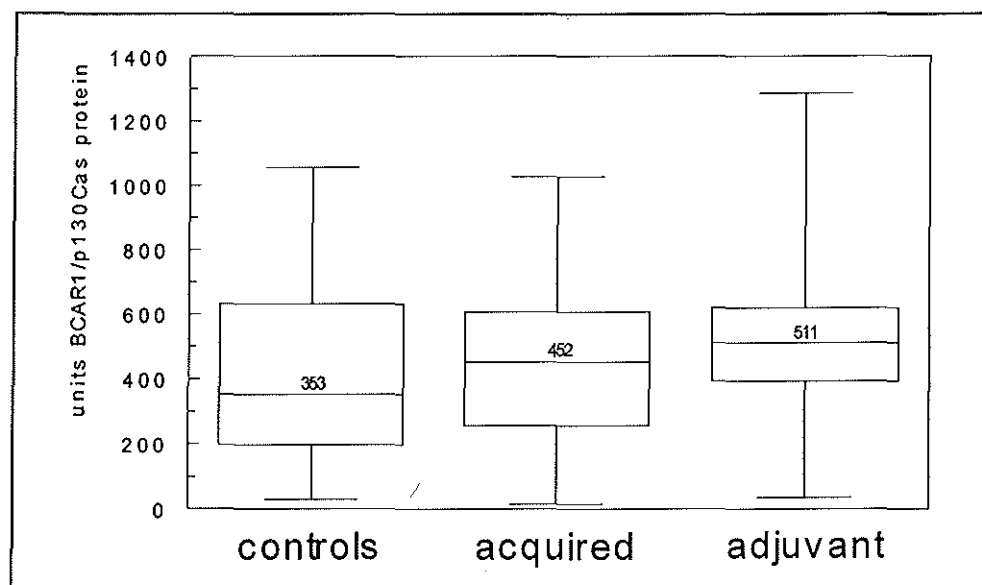 units BCAR1/p130Cas protein
1400
1200
1000
800
600
400
200
0
353
452
511
controls
acquired
adjuvant